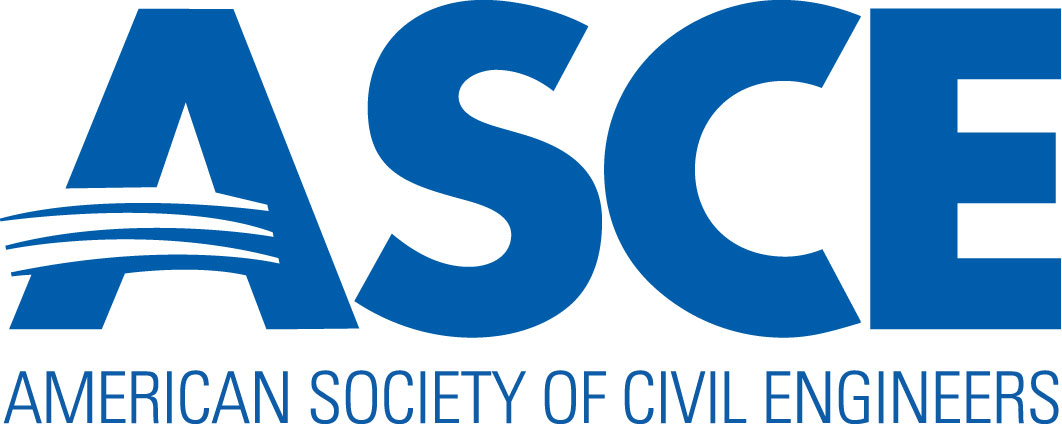 ASCE
AMERICAN SOCIETY OF CIVIL ENGINEERS